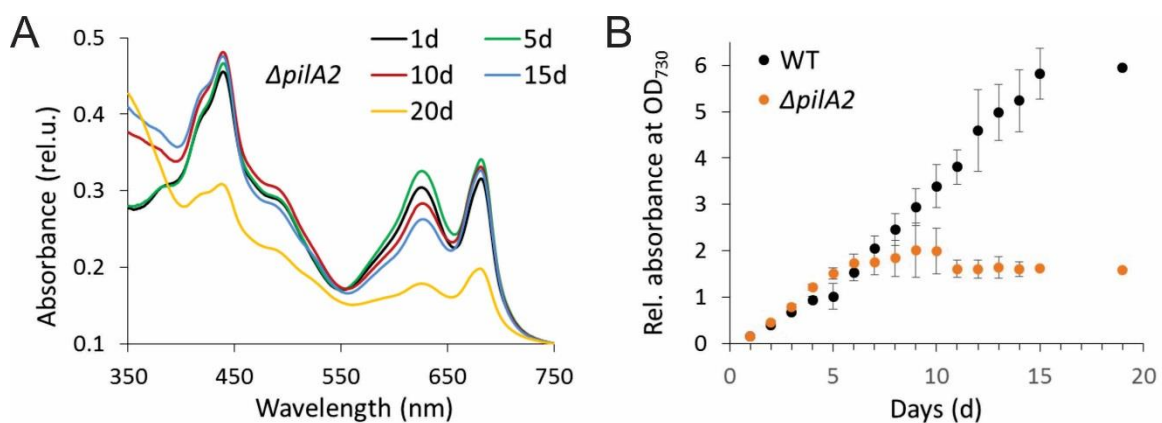 A
Absorbance (rel.u.)
0.5
0.4
0.3
0.2
0.1
350
450
550
650
750
Wavelength (nm)
ΔpilA2
1d
5d
10d
15d
20d
B
Rel. absorbance at OD730
6
5
4
3
2
1
0
0
5
10
15
20
Days (d)
WT
ΔpilA2